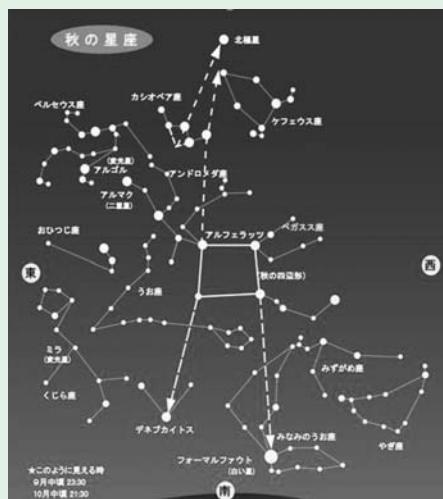 秋の星座
北極星
カシオペア座
ペルセウス座
ケフェウス座
(変光星)
アルゴル
アンドロメダ座
アルマク
(二重星)
ペガスス座
おひつじ座
アルフェラッツ
東
西
うお座
(秋の四辺形)
ミラ
(変光星)
みずがめ座
くじら座
やぎ座
デネブカイトス
みなみのうお座
フォーマルファウト
(白い星)
★このように見える時
9月中頃 23:30
10月中頃 21:30
南